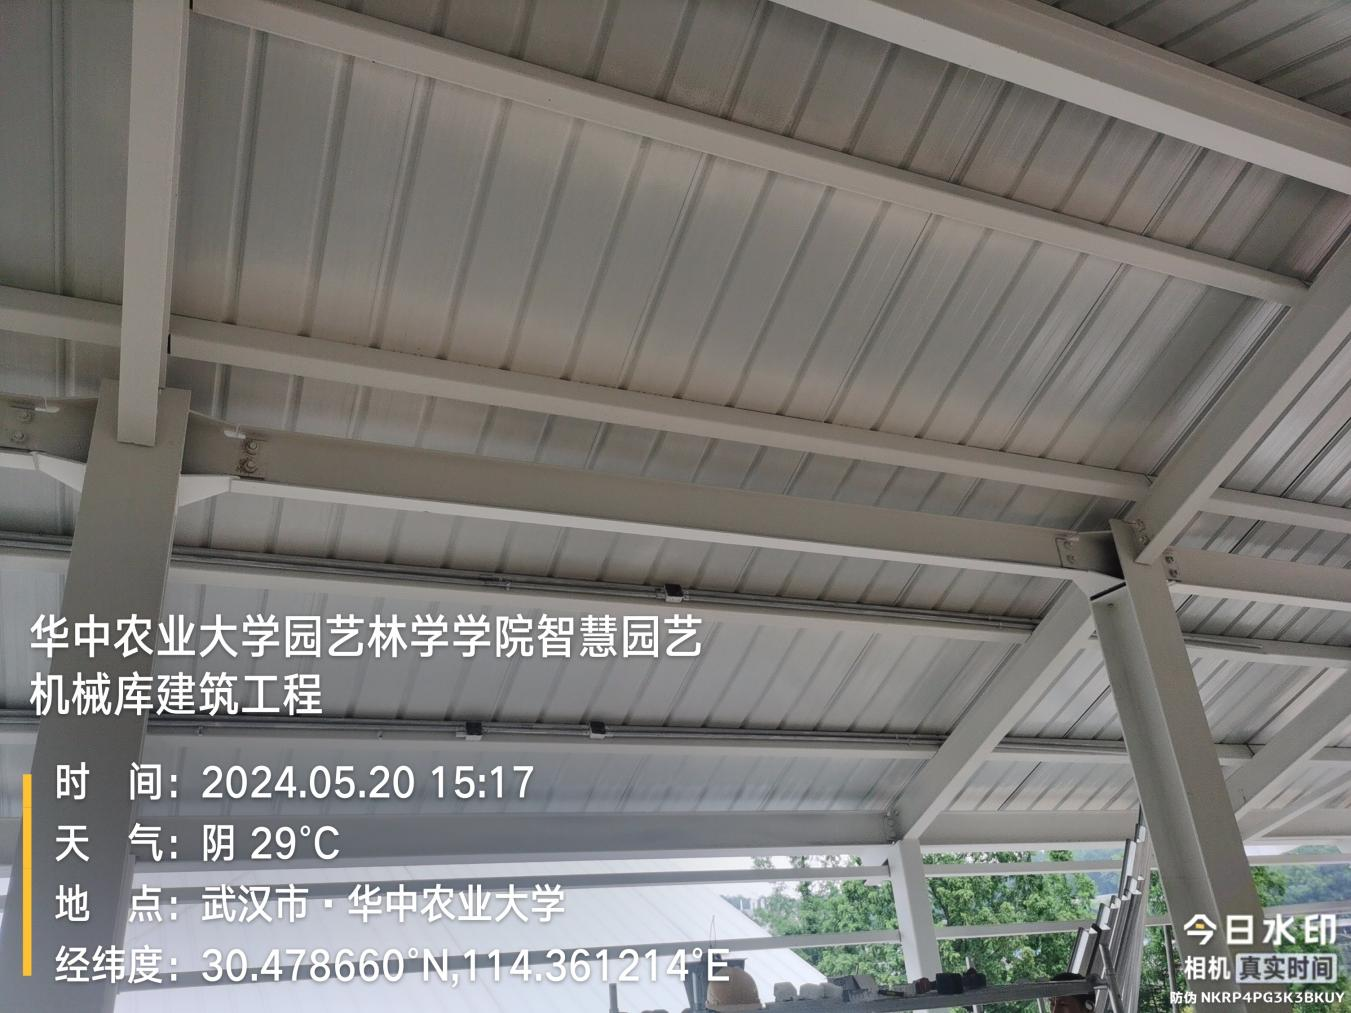 华中农业大学园艺林学学院智慧园艺
机械库建筑工程
时 间：2024.05.20 15:17
天 气：阴 29°C
地 点：武汉市·华中农业大学
经纬度：30.478660°N,114.361214°E
今日水印
相机 真实时间
防伪 NKRP4PG3K3BKUY